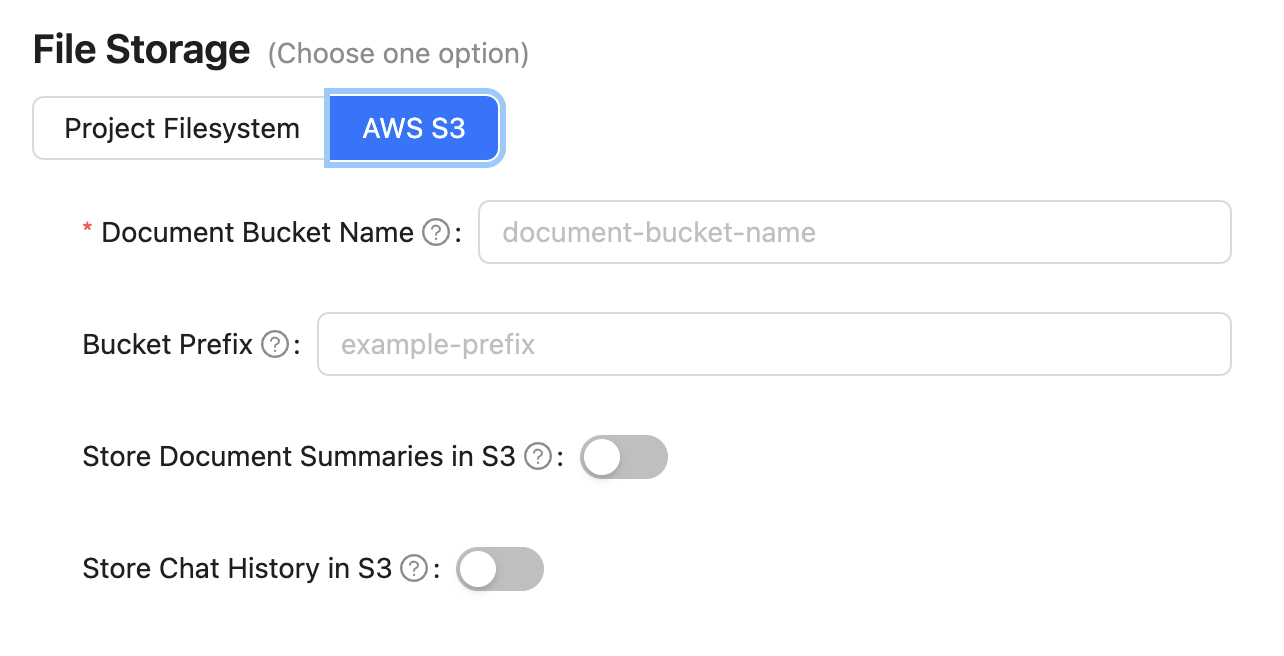 File Storage (Choose one option)
Project Filesystem AWS S3
* Document Bucket Name ? : document-bucket-name
Bucket Prefix ? : example-prefix
Store Document Summaries in S3 ? :
Store Chat History in S3 ? :